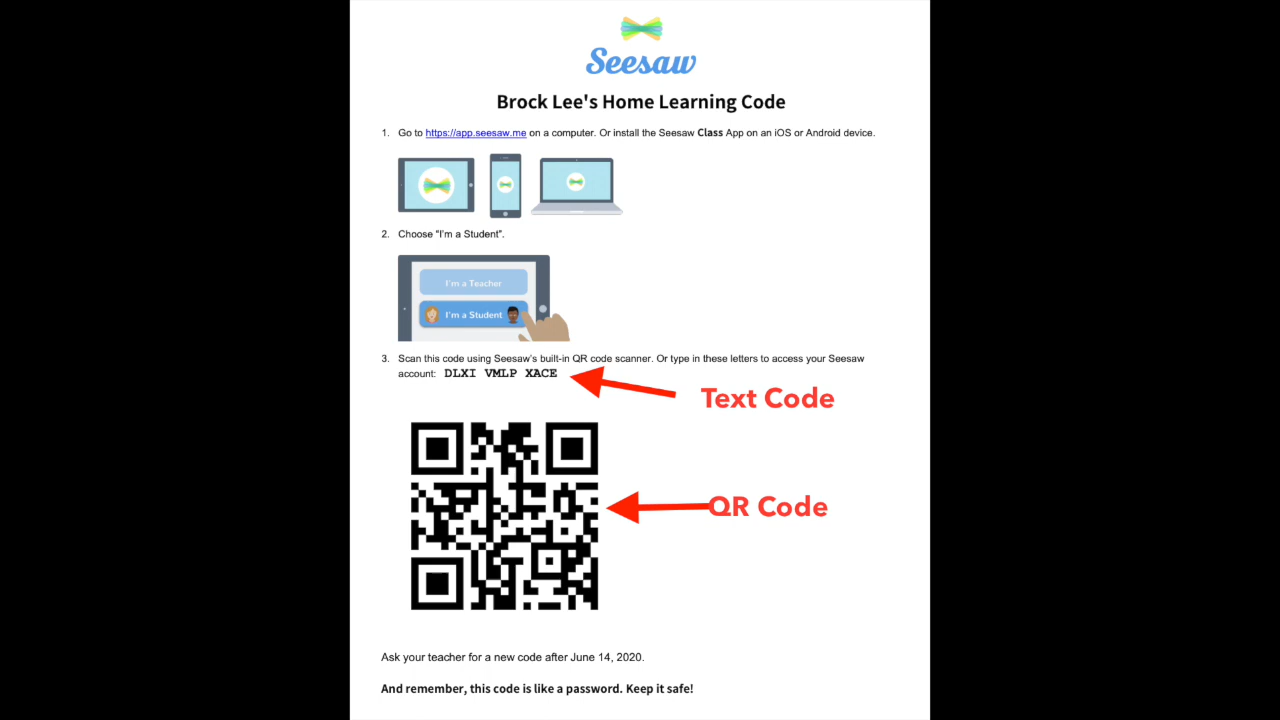 Seesaw
Brock Lee's Home Learning Code
1. Go to https://app.seesaw.me on a computer. Or install the Seesaw Class App on an iOS or Android device.
2. Choose "I'm a Student".
I'm a Teacher
I'm a Student
3. Scan this code using Seesaw's built-in QR code scanner. Or type in these letters to access your Seesaw
account: DLXI VMLP XACE
Text Code
QR Code
Ask your teacher for a new code after June 14, 2020.
And remember, this code is like a password. Keep it safe!